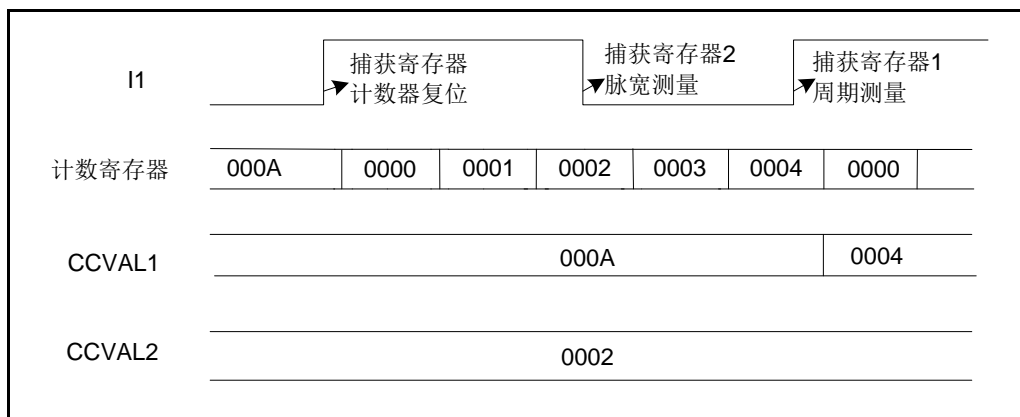 I1
捕获寄存器
计数器复位
捕获寄存器2
脉宽测量
捕获寄存器1
周期测量
计数寄存器 000A 0000 0001 0002 0003 0004 0000
CCVAL1 000A 0004
CCVAL2 0002